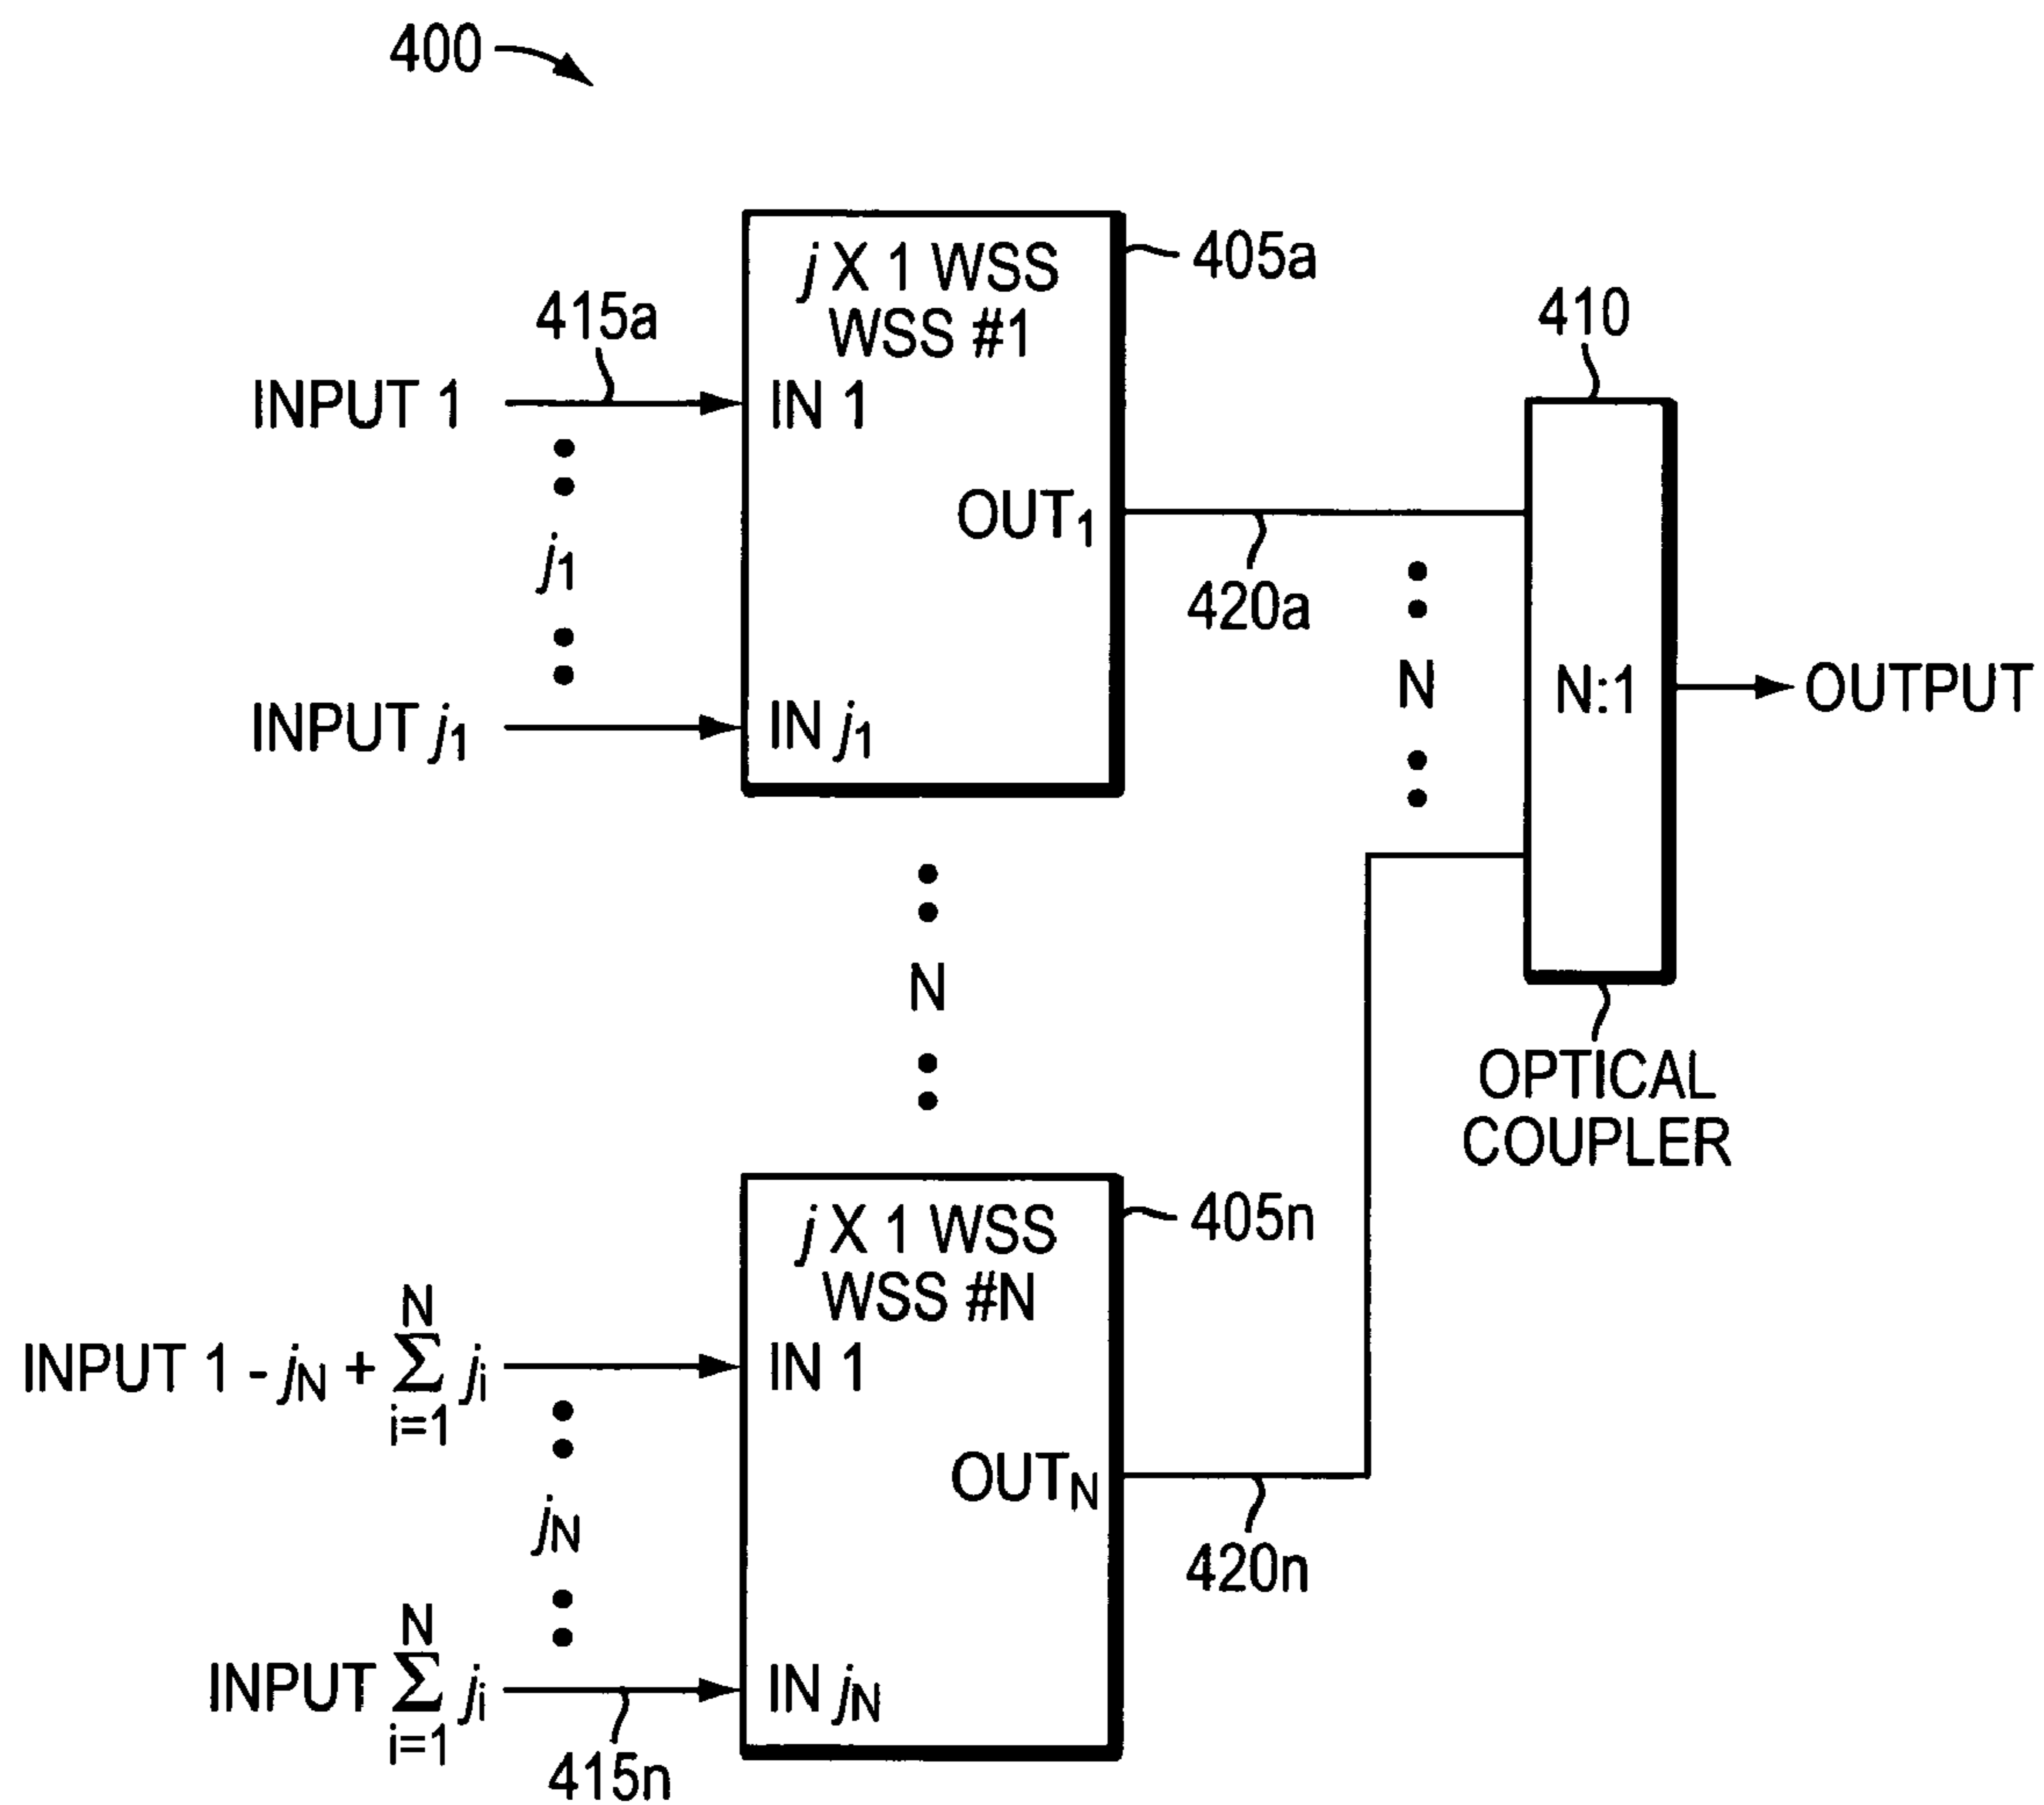 400
j X 1 WSS
WSS #1
405a
415a
410
INPUT 1
IN 1
OUT1
j1
420a
N
N:1
OUTPUT
INPUT j1
IN j1
N
OPTICAL
COUPLER
j X 1 WSS
WSS #N
405n
INPUT 1 - jN + N Σ i=1 ji
IN 1
OUTN
jN
420n
INPUT N Σ i=1 ji
IN jN
415n